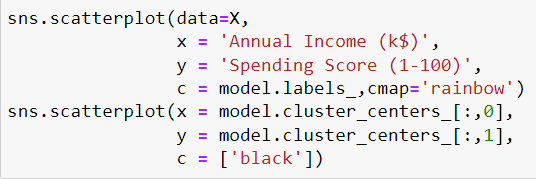 sns.scatterplot(data=X,
                x = 'Annual Income (k$)',
                y = 'Spending Score (1-100)',
                c = model.labels_,cmap='rainbow')
sns.scatterplot(x = model.cluster_centers_[:,0],
                y = model.cluster_centers_[:,1],
                c = ['black'])